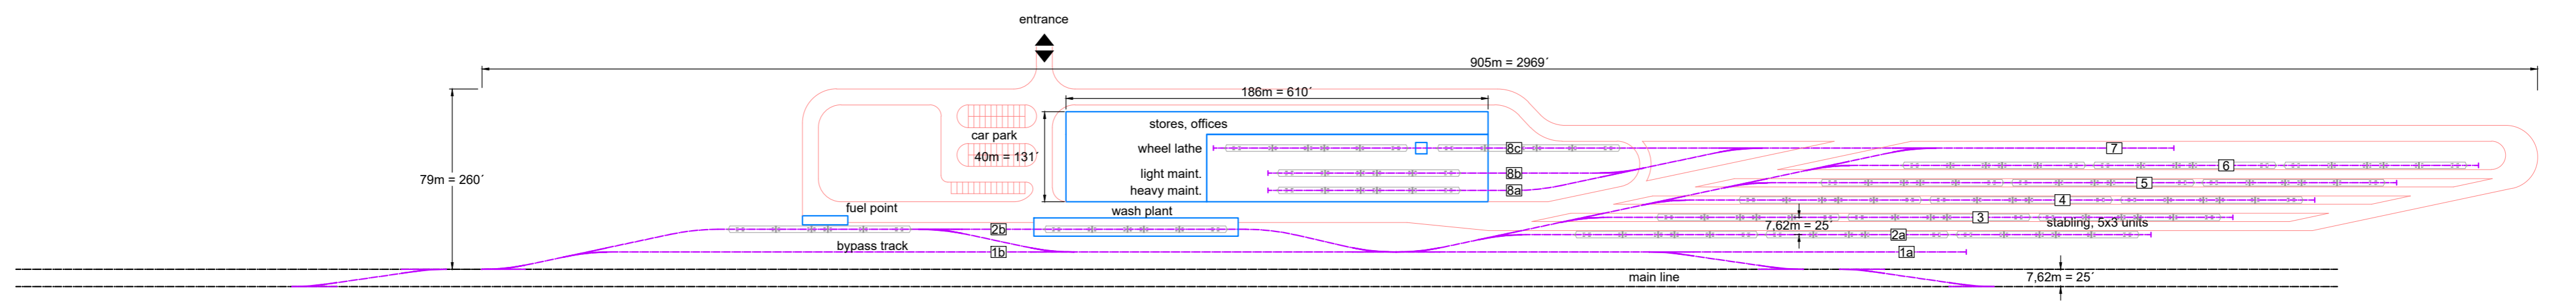 entrance
905m = 2969´
186m = 610´
stores, offices
car park
wheel lathe
8c
7
40m = 131´
6
light maint.
8b
79m = 260´
5
heavy maint.
8a
4
fuel point
wash plant
3
7,62m = 25´
stabling, 5x3 units
2b
2a
bypass track
1b
1a
main line
7,62m = 25´